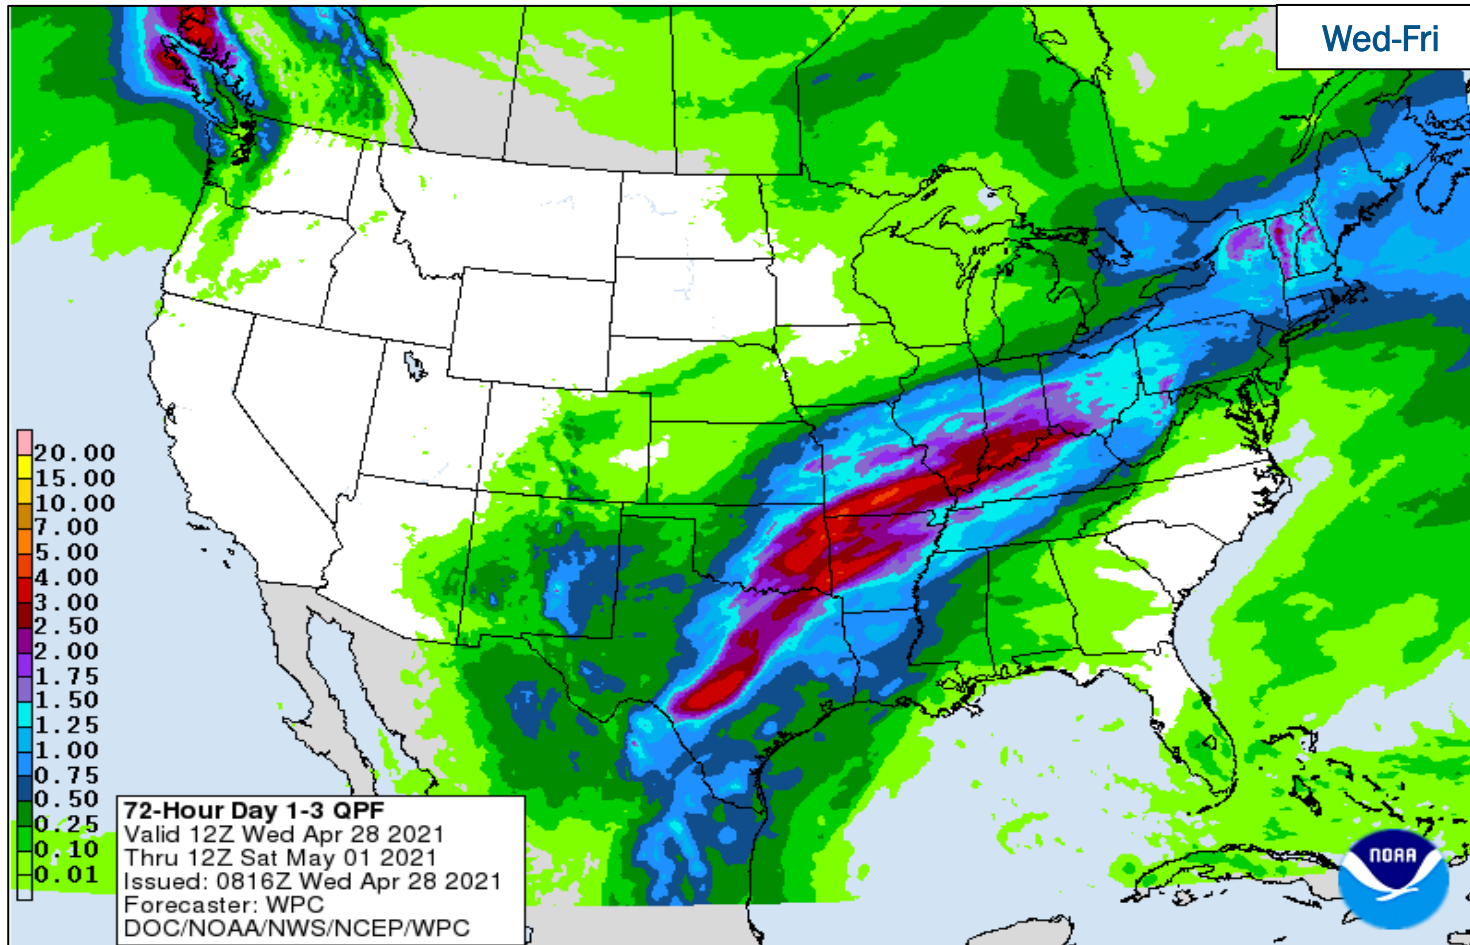 Wed-Fri
20.00
15.00
10.00
7.00
5.00
4.00
3.00
2.50
2.00
1.75
1.50
1.25
1.00
0.75
0.50
0.25
0.10
0.01
72-Hour Day 1-3 QPF
Valid 12Z Wed Apr 28 2021
Thru 12Z Sat May 01 2021
Issued: 0816Z Wed Apr 28 2021
Forecaster: WPC
DOC/NOAA/NWS/NCEP/WPC
NOAA